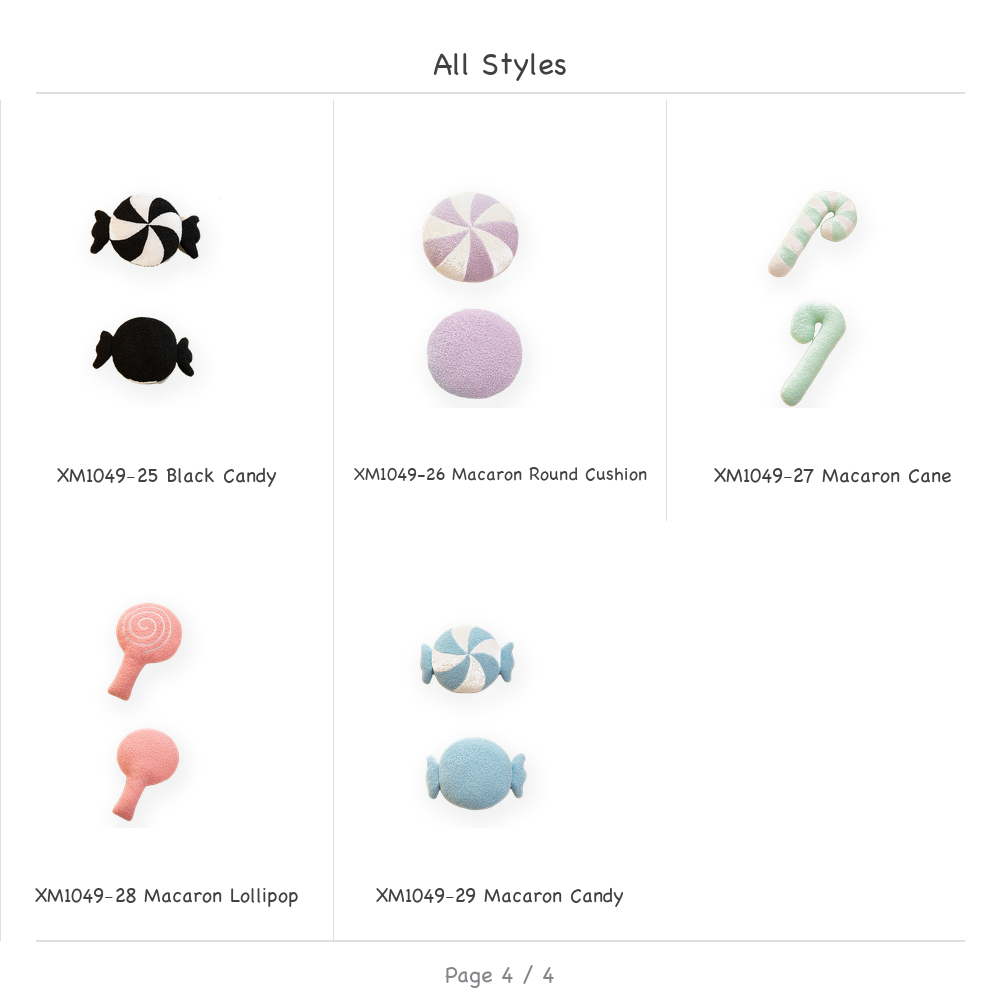 All Styles
XM1049-25 Black Candy
XM1049-26 Macaron Round Cushion
XM1049-27 Macaron Cane
XM1049-28 Macaron Lollipop
XM1049-29 Macaron Candy
Page 4 / 4